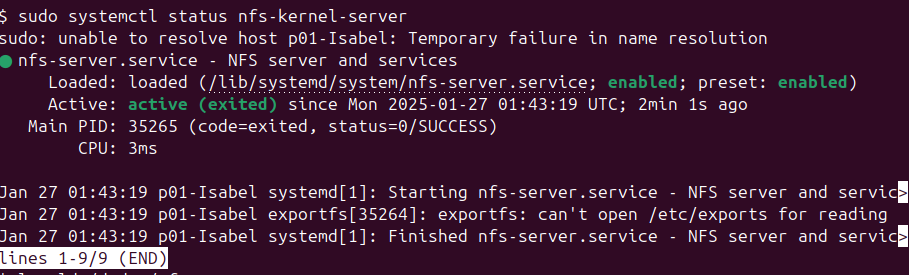 $ sudo systemctl status nfs-kernel-server
sudo: unable to resolve host p01-Isabel: Temporary failure in name resolution
● nfs-server.service - NFS server and services
Loaded: loaded (/lib/systemd/system/nfs-server.service; enabled; preset: enabled)
Active: active (exited) since Mon 2025-01-27 01:43:19 UTC; 2min 1s ago
Main PID: 35265 (code=exited, status=0/SUCCESS)
CPU: 3ms
Jan 27 01:43:19 p01-Isabel systemd[1]: Starting nfs-server.service - NFS server and servic>
Jan 27 01:43:19 p01-Isabel exportfs[35264]: exportfs: can't open /etc/exports for reading
Jan 27 01:43:19 p01-Isabel systemd[1]: Finished nfs-server.service - NFS server and servic>
lines 1-9/9 (END)